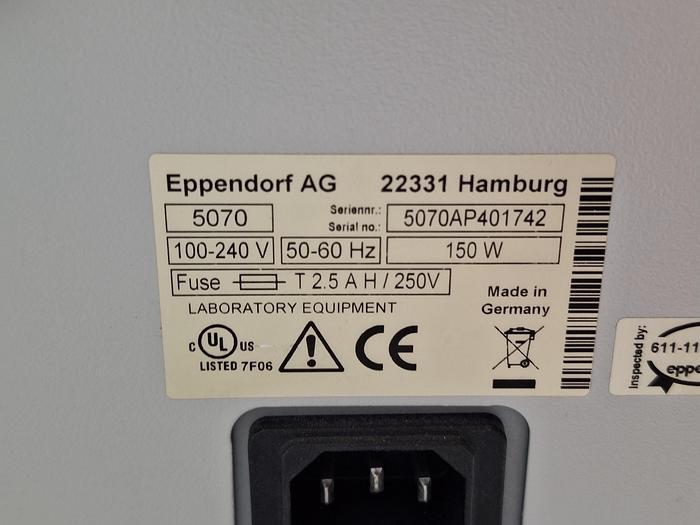 Eppendorf AG 22331 Hamburg
5070 Seriennr.: Serial no.: 5070AP401742
100-240 V 50-60 Hz 150 W
Fuse T 2.5 A H / 250V
LABORATORY EQUIPMENT
Made in
Germany
C UL US
LISTED 7F06
CE
Inspected by:
611-11
eppe